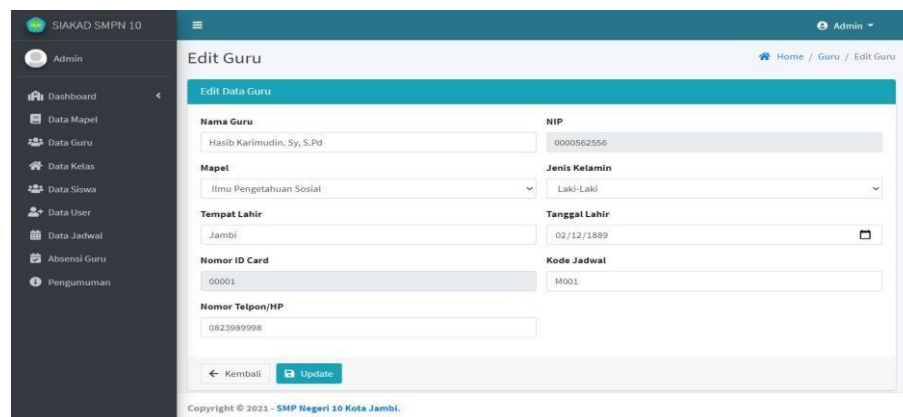 SIAKAD SMPN 10
Admin
Admin
Dashboard
Data Mapel
Data Guru
Data Kelas
Data Siswa
Data User
Data Jadwal
Absensi Guru
Pengumuman
Edit Guru
Home / Guru / Edit Guru
Edit Data Guru
Nama Guru
Hasib Karimudin. Sy, S.Pd
NIP
0000562556
Mapel
Ilmu Pengetahuan Sosial
Jenis Kelamin
Laki-Laki
Tempat Lahir
Jambi
Tanggal Lahir
02/12/1889
Nomor ID Card
00001
Kode Jadwal
M001
Nomor Telpon/HP
0823989998
Kembali
Update
Copyright © 2021 - SMP Negeri 10 Kota Jambi.